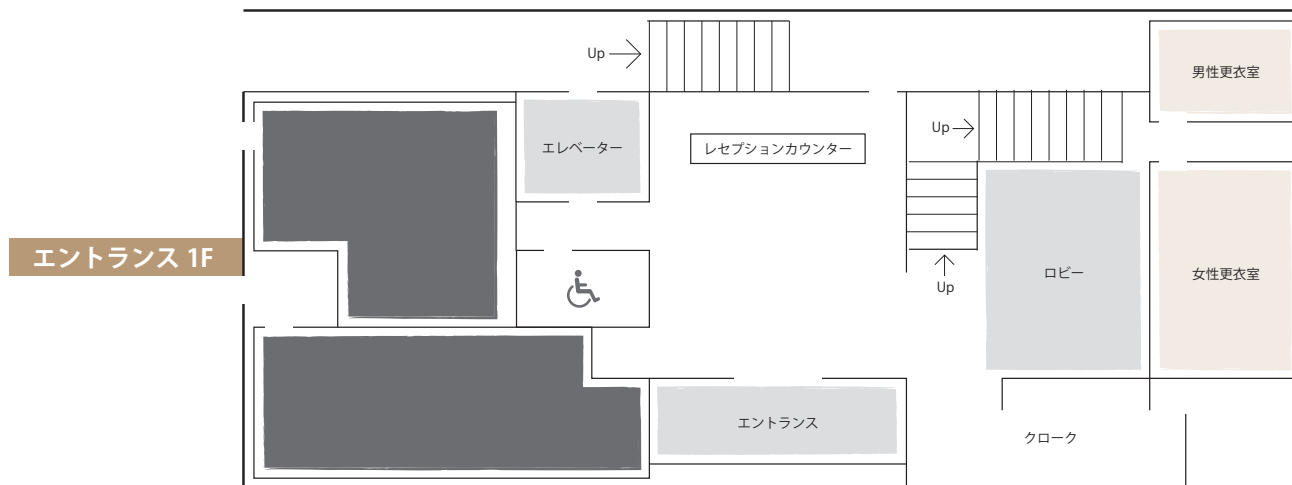 Up
男性更衣室
エレベーター
レセプションカウンター
Up
エントランス 1F
Up
ロビー
女性更衣室
エントランス
クローク